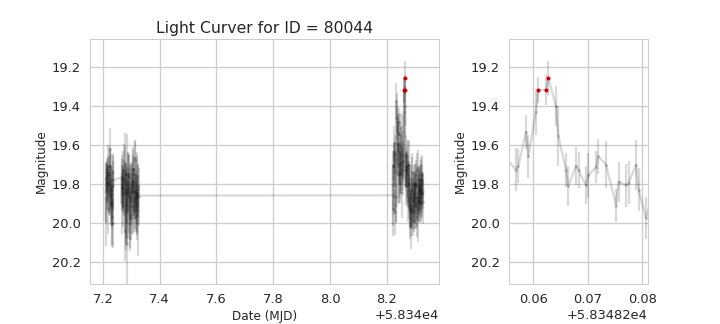 Light Curver for ID = 80044
Magnitude
19.2
19.4
19.6
19.8
20.0
20.2
7.2 7.4 7.6 7.8 8.0 8.2
Date (MJD)
+5.834e4
Magnitude
19.2
19.4
19.6
19.8
20.0
20.2
0.06 0.07 0.08
+5.83482e4